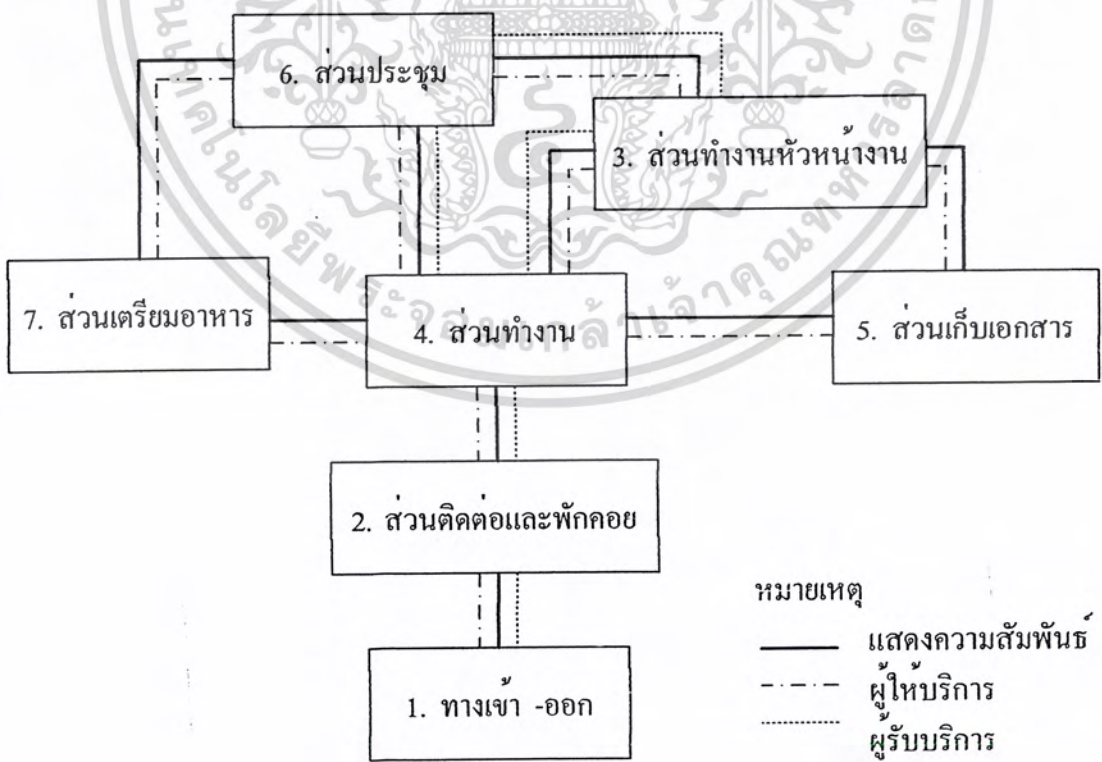 6. ส่วนประชุม
3. ส่วนทำงานหัวหน้างาน
7. ส่วนเตรียมอาหาร
4. ส่วนทำงาน
5. ส่วนเก็บเอกสาร
2. ส่วนติดต่อและพักคอย
1. ทางเข้า -ออก
หมายเหตุ
แสดงความสัมพันธ์
ผู้ให้บริการ
ผู้รับบริการ